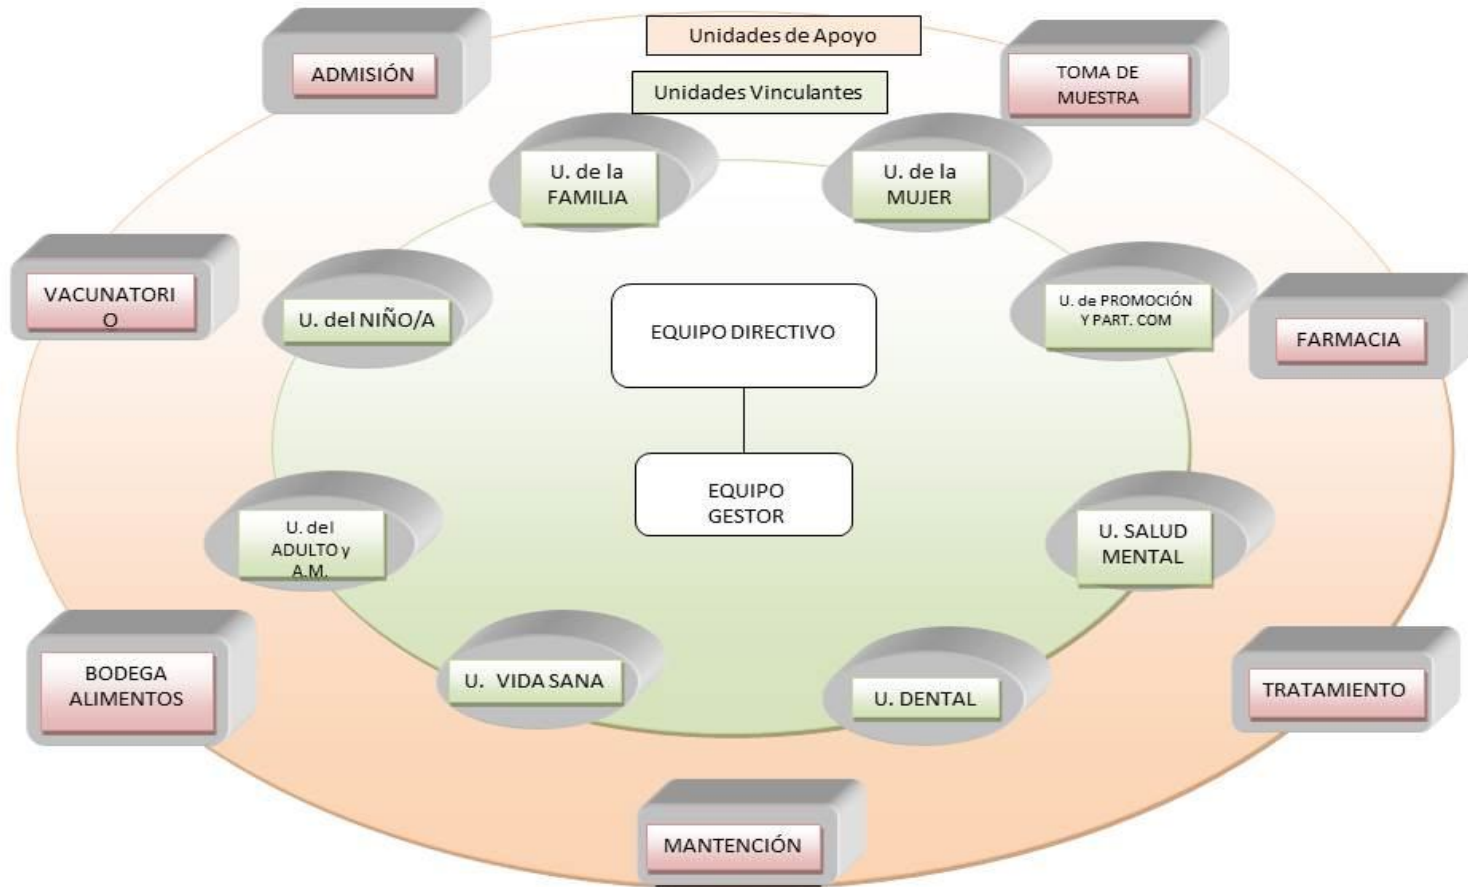 Unidades de Apoyo
ADMISIÓN
TOMA DE
MUESTRA
Unidades Vinculantes
U. de la
FAMILIA
U. de la
MUJER
VACUNATORI
O
U. del NIÑO/A
U. de PROMOCIÓN
Y PART. COM
FARMACIA
EQUIPO DIRECTIVO
EQUIPO
GESTOR
U. del
ADULTO y
A.M.
U. SALUD
MENTAL
BODEGA
ALIMENTOS
U. VIDA SANA
U. DENTAL
TRATAMIENTO
MANTENCIÓN